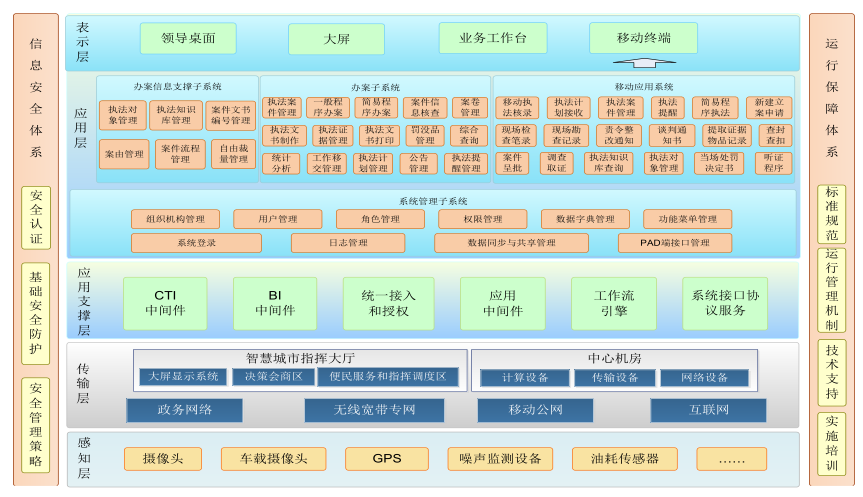 信
息
安
全
体
系
安
全
认
证
基
础
安
全
防
护
安
全
管
理
策
略
表
示
层
领导桌面
大屏
业务工作台
移动终端
应
用
层
办案信息支撑子系统
执法对
象管理
执法知识
库管理
案件文书
编号管理
案由管理
案件流程
管理
自由裁
量管理
办案子系统
执法案
件管理
一般程
序办案
简易程
序办案
案件信
息核查
案卷
管理
执法文
书制作
执法证
据管理
执法文
书打印
罚没品
管理
综合
查询
统计
分析
工作移
交管理
执法计
划管理
公告
管理
执法提
醒管理
移动应用系统
移动执
法核录
执法计
划接收
执法案
件管理
执法
提醒
简易程
序执法
新建立
案申请
现场检
查笔录
现场勘
查记录
责令整
改通知
谈判通
知书
提取证据
物品记录
查封
查扣
案件
呈批
调查
取证
执法知识
库查询
执法对
象管理
当场处罚
决定书
听证
程序
系统管理子系统
组织机构管理
用户管理
角色管理
权限管理
数据字典管理
功能菜单管理
系统登录
日志管理
数据同步与共享管理
PAD端接口管理
应
用
支
撑
层
CTI
中间件
BI
中间件
统一接入
和授权
应用
中间件
工作流
引擎
系统接口协
议服务
传
输
层
智慧城市指挥大厅
大屏显示系统
决策会商区
便民服务和指挥调度区
中心机房
计算设备
传输设备
网络设备
政务网络
无线宽带专网
移动公网
互联网
感
知
层
摄像头
车载摄像头
GPS
噪声监测设备
油耗传感器
……
运
行
保
障
体
系
标
准
规
范
运
行
管
理
机
制
技
术
支
持
实
施
培
训